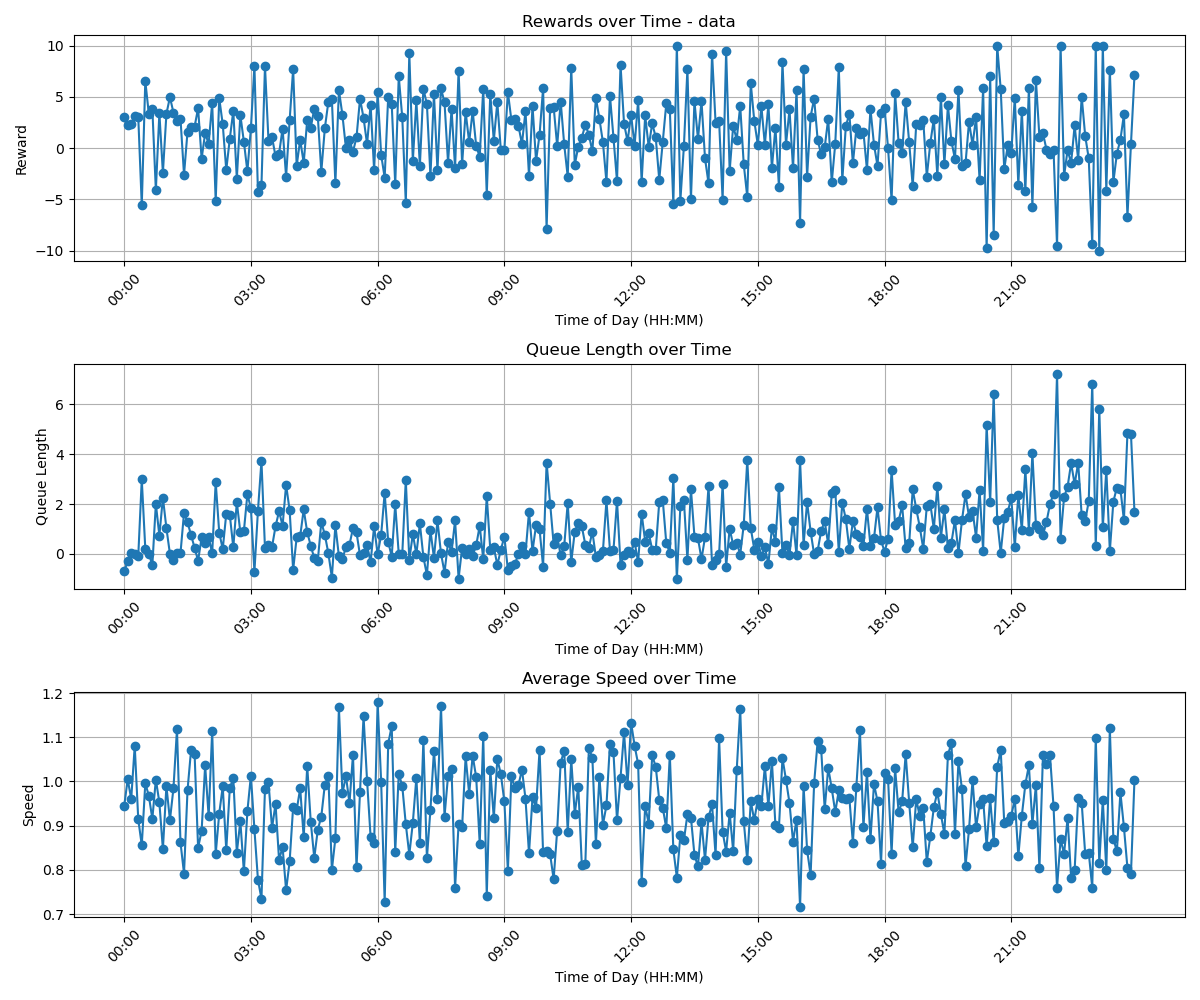 Rewards over Time - data
10
5
0
−5
−10
Reward
00:00 03:00 06:00 09:00 12:00 15:00 18:00 21:00
Time of Day (HH:MM)
Queue Length over Time
6
4
2
0
Queue Length
00:00 03:00 06:00 09:00 12:00 15:00 18:00 21:00
Time of Day (HH:MM)
Average Speed over Time
1.2
1.1
1.0
0.9
0.8
0.7
Speed
00:00 03:00 06:00 09:00 12:00 15:00 18:00 21:00
Time of Day (HH:MM)